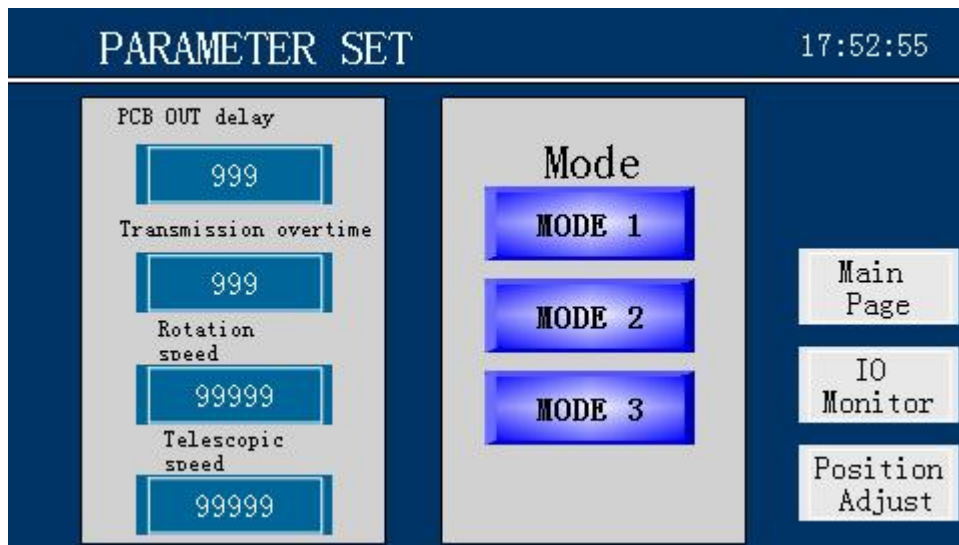 PARAMETER SET
17:52:55
PCB OUT delay
999
Transmission overtime
999
Rotation
speed
99999
Telescopic
speed
99999
Mode
MODE 1
MODE 2
MODE 3
Main
Page
IO
Monitor
Position
Adjust